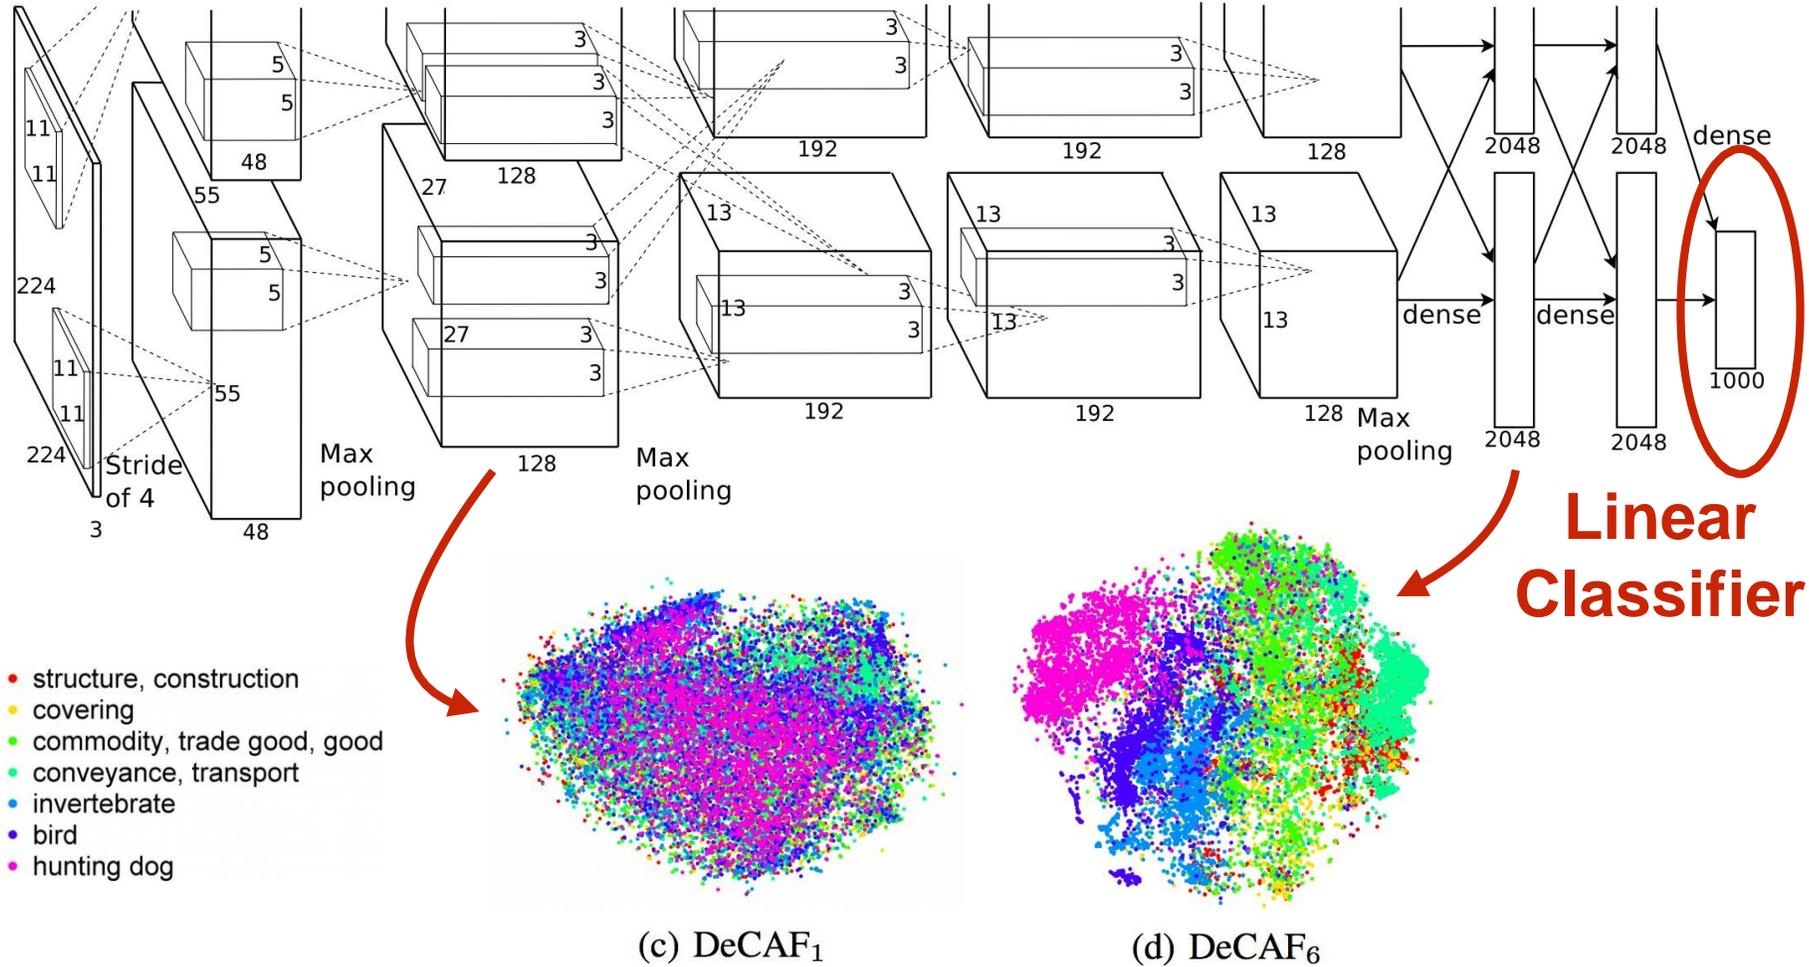 11
11
224
11
11
224
Stride
of 4
3
5
5
48
55
5
5
55
48
Max
pooling
3
3
3
128
27
3
3
27
3
3
128
Max
pooling
3
3
192
13
3
13
3
192
3
3
192
13
3
3
13
192
128
13
13
128
Max
pooling
dense
2048
2048
dense
2048
2048
dense
1000
Linear
Classifier
structure, construction
covering
commodity, trade good, good
conveyance, transport
invertebrate
bird
hunting dog
(c) DeCAF₁
(d) DeCAF₆